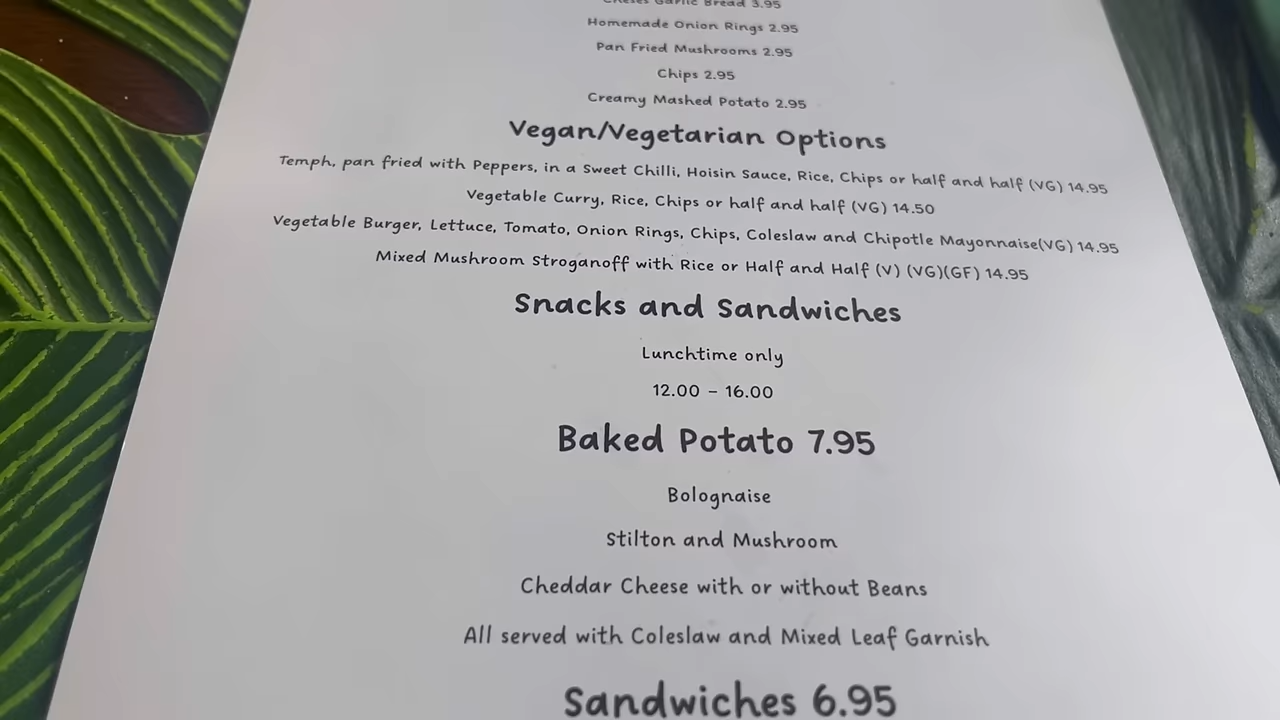 Garlic Bread 3.95
Homemade Onion Rings 2.95
Pan Fried Mushrooms 2.95
Chips 2.95
Creamy Mashed Potato 2.95
Vegan/Vegetarian Options
Temph, pan fried with Peppers, in a Sweet Chilli, Hoisin Sauce, Rice, Chips or half and half (VG) 14.95
Vegetable Curry, Rice, Chips or half and half (VG) 14.50
Vegetable Burger, Lettuce, Tomato, Onion Rings, Chips, Coleslaw and Chipotle Mayonnaise(VG) 14.95
Mixed Mushroom Stroganoff with Rice or Half and Half (V) (VG)(GF) 14.95
Snacks and Sandwiches
Lunchtime only
12.00 – 16.00
Baked Potato 7.95
Bolognaise
Stilton and Mushroom
Cheddar Cheese with or without Beans
All served with Coleslaw and Mixed Leaf Garnish
Sandwiches 6.95